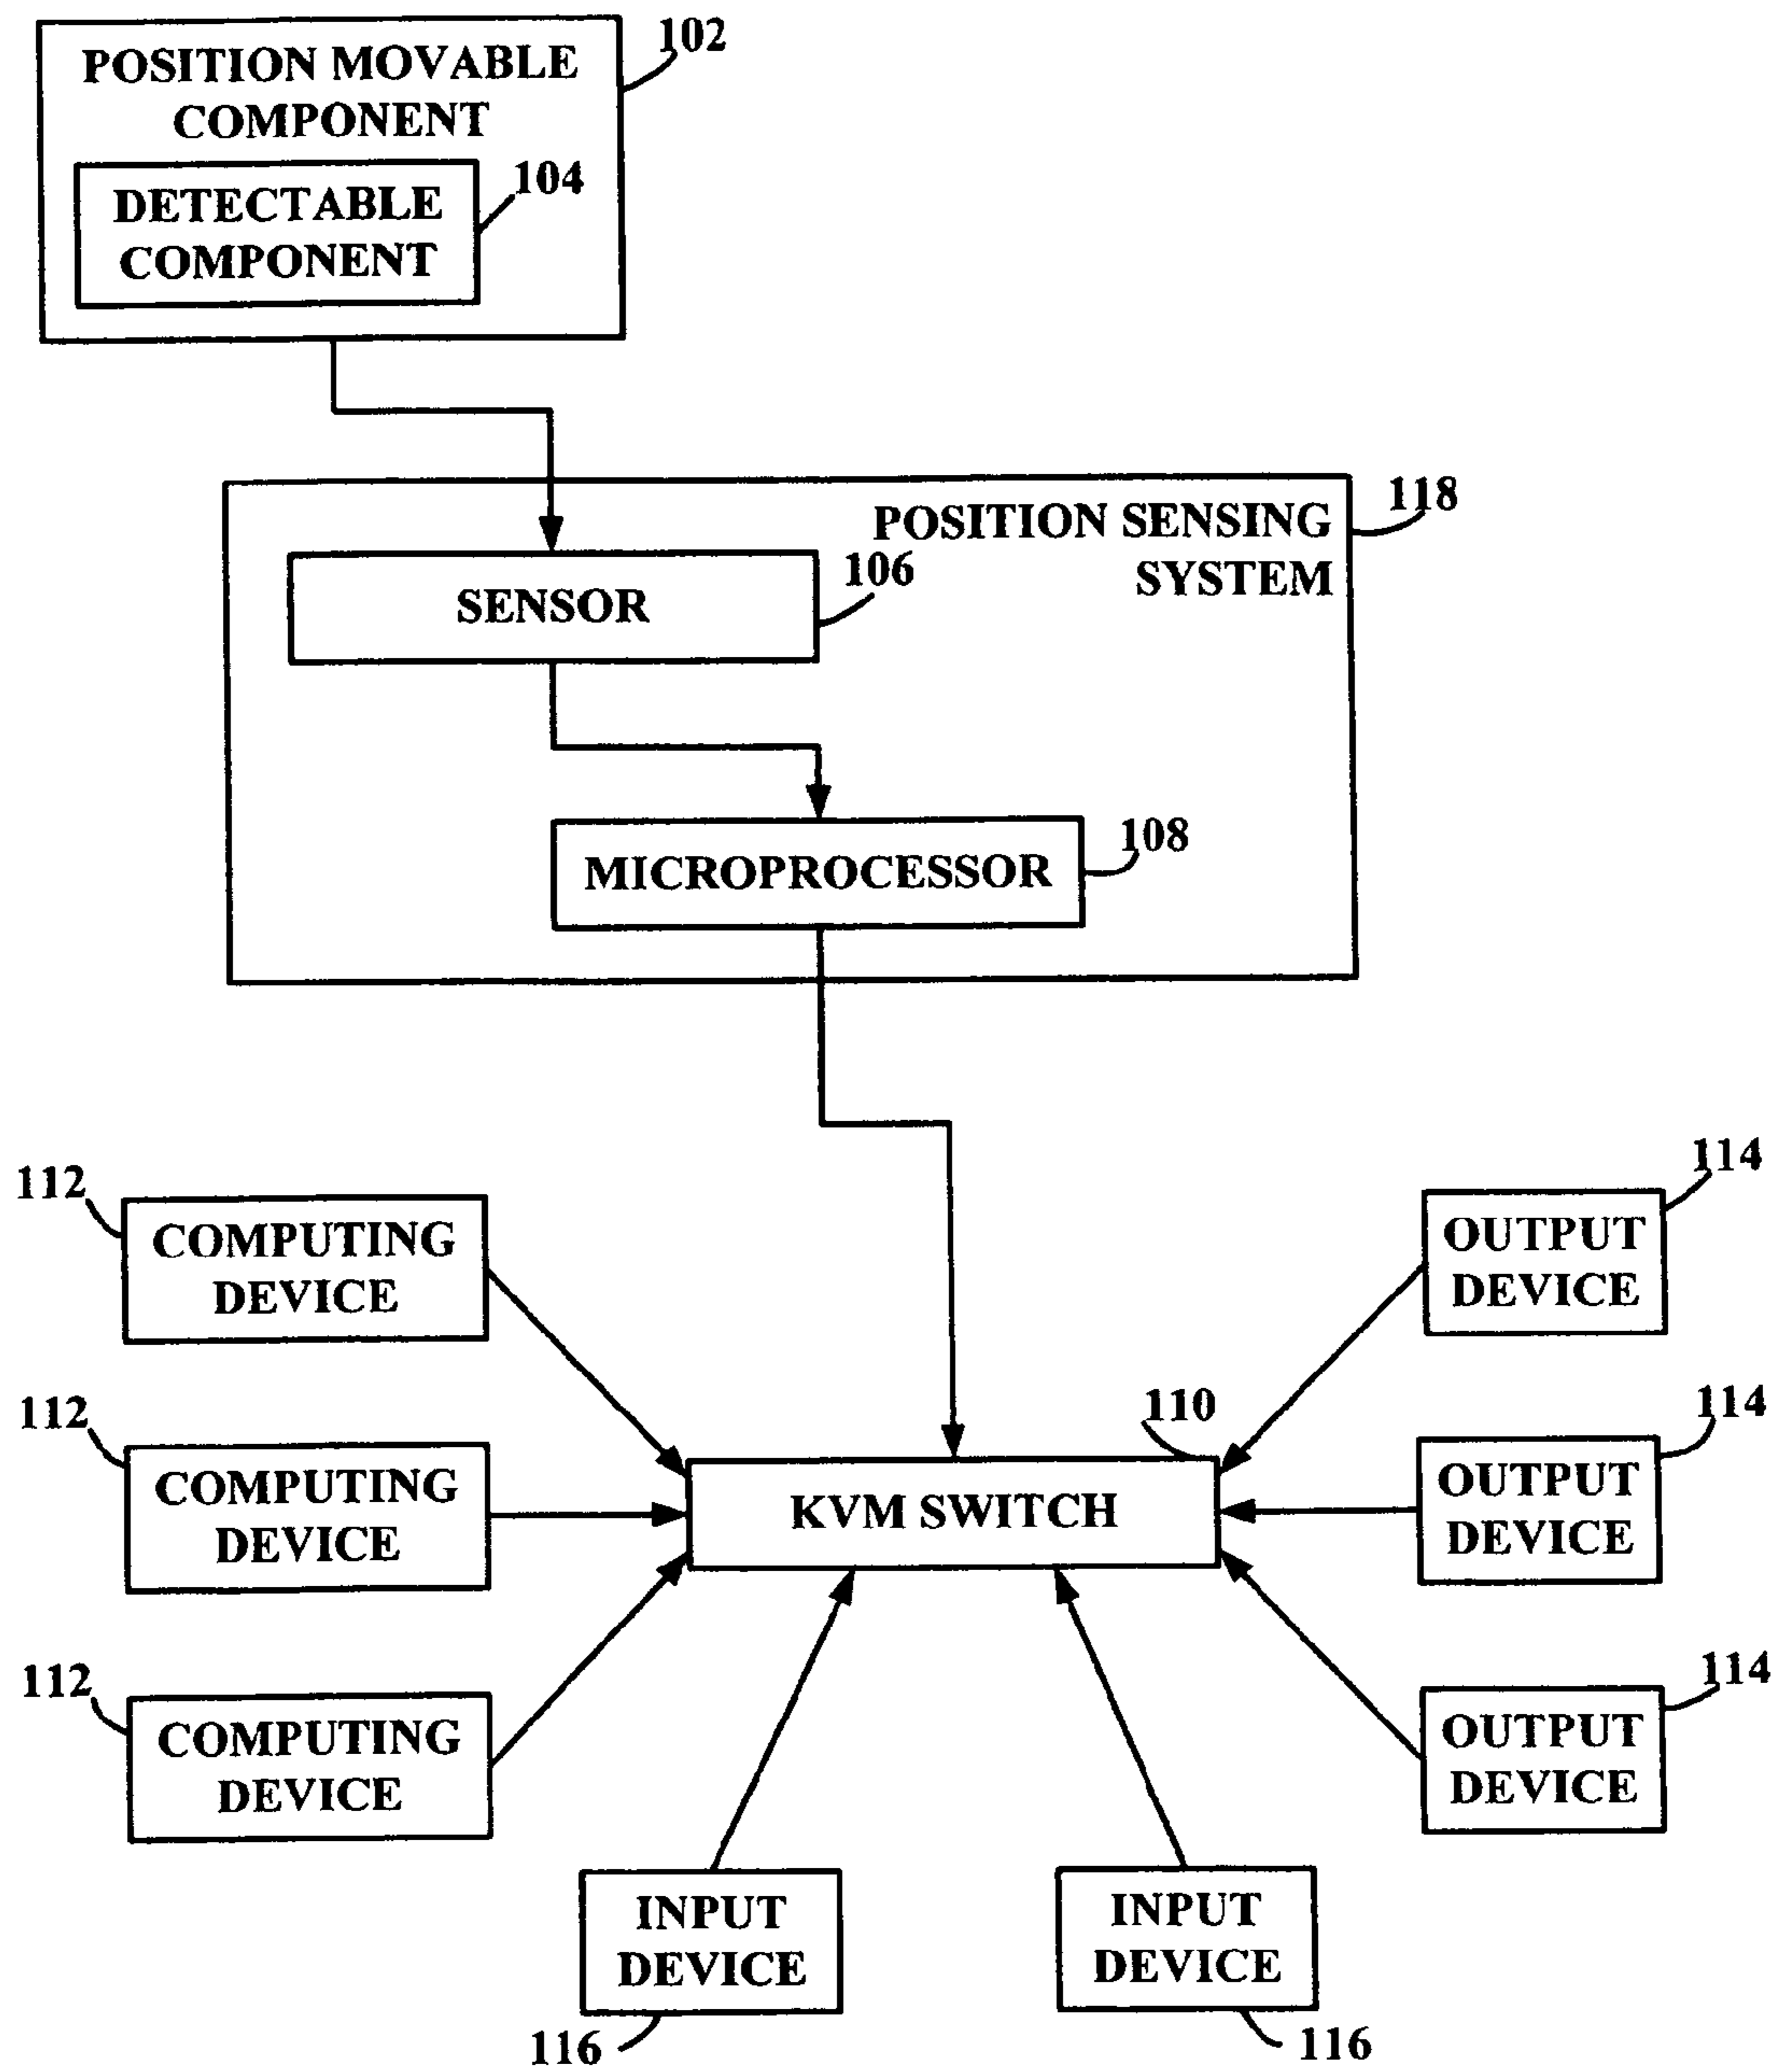 102
POSITION MOVABLE
COMPONENT
104
DETECTABLE
COMPONENT
118
POSITION SENSING
SYSTEM
106
SENSOR
108
MICROPROCESSOR
112
COMPUTING
DEVICE
114
OUTPUT
DEVICE
112
COMPUTING
DEVICE
110
KVM SWITCH
114
OUTPUT
DEVICE
112
COMPUTING
DEVICE
114
OUTPUT
DEVICE
INPUT
DEVICE
116
INPUT
DEVICE
116